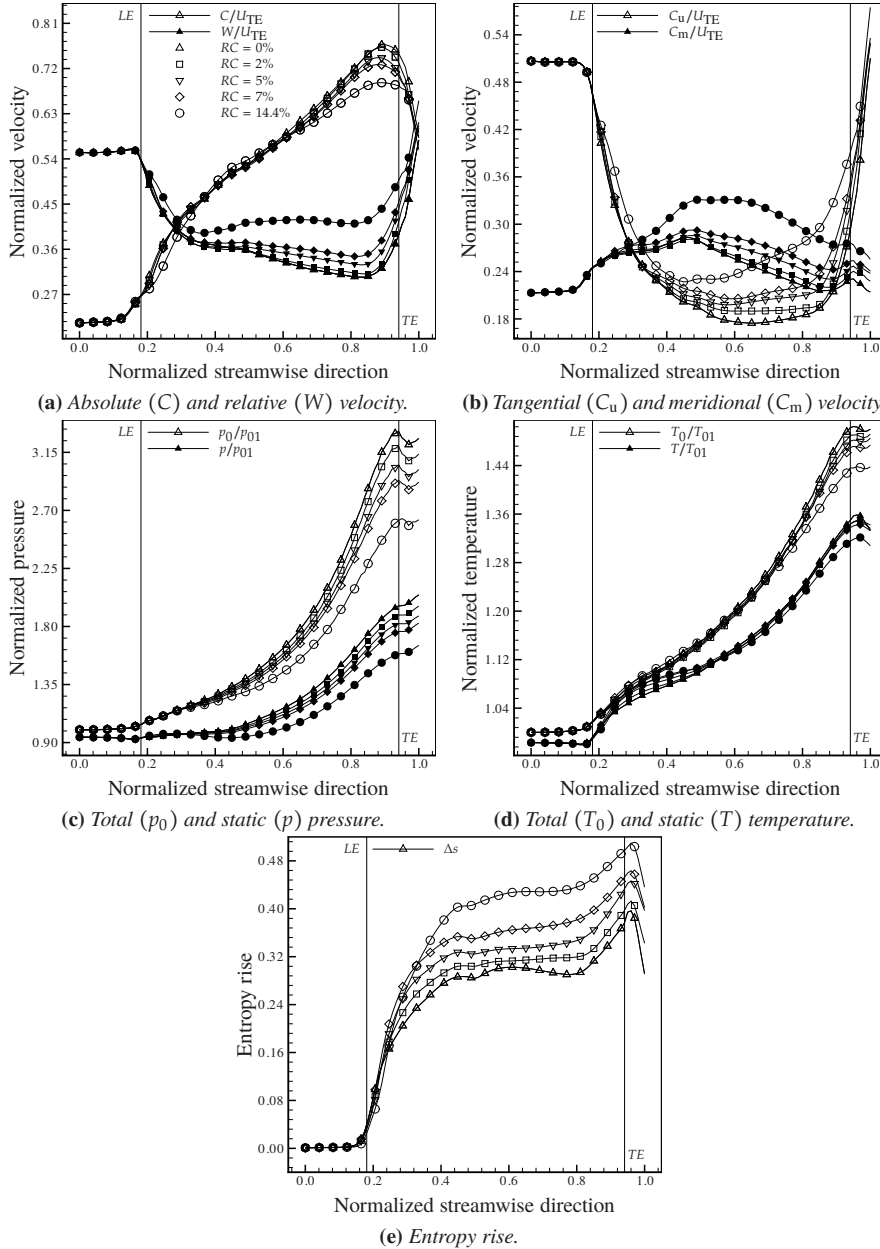 0.81
0.72
0.63
0.54
0.45
0.36
0.27
Normalized velocity
LE
C/U_TE
W/U_TE
RC = 0%
RC = 2%
RC = 5%
RC = 7%
RC = 14.4%
TE
0.0 0.2 0.4 0.6 0.8 1.0
Normalized streamwise direction
(a) Absolute (C) and relative (W) velocity.
0.54
0.48
0.42
0.36
0.30
0.24
0.18
Normalized velocity
LE
C_u/U_TE
C_m/U_TE
TE
0.0 0.2 0.4 0.6 0.8 1.0
Normalized streamwise direction
(b) Tangential (C_u) and meridional (C_m) velocity
3.15
2.70
2.25
1.80
1.35
0.90
Normalized pressure
LE
p_0/p_01
p/p_01
TE
0.0 0.2 0.4 0.6 0.8 1.0
Normalized streamwise direction
(c) Total (p_0) and static (p) pressure.
1.44
1.36
1.28
1.20
1.12
1.04
Normalized temperature
LE
T_0/T_01
T/T_01
TE
0.0 0.2 0.4 0.6 0.8 1.0
Normalized streamwise direction
(d) Total (T_0) and static (T) temperature.
0.48
0.40
0.32
0.24
0.16
0.08
0.00
Entropy rise
LE
Δs
TE
0.0 0.2 0.4 0.6 0.8 1.0
Normalized streamwise direction
(e) Entropy rise.